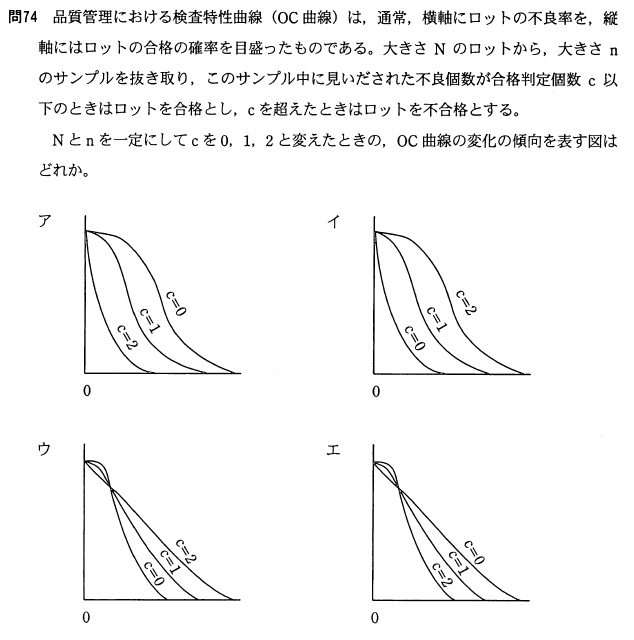 問74 品質管理における検査特性曲線（OC 曲線）は，通常，横軸にロットの不良率を，縦
軸にはロットの合格の確率を目盛ったものである。大きさ N のロットから，大きさ n
のサンプルを抜き取り，このサンプル中に見いだされた不良個数が合格判定個数 c 以
下のときはロットを合格とし，c を超えたときはロットを不合格とする。
N と n を一定にして c を 0，1，2 と変えたときの，OC 曲線の変化の傾向を表す図は
どれか。
ア
c=0
c=1
c=2
0
イ
c=2
c=1
c=0
0
ウ
c=2
c=1
c=0
0
エ
c=0
c=1
c=2
0